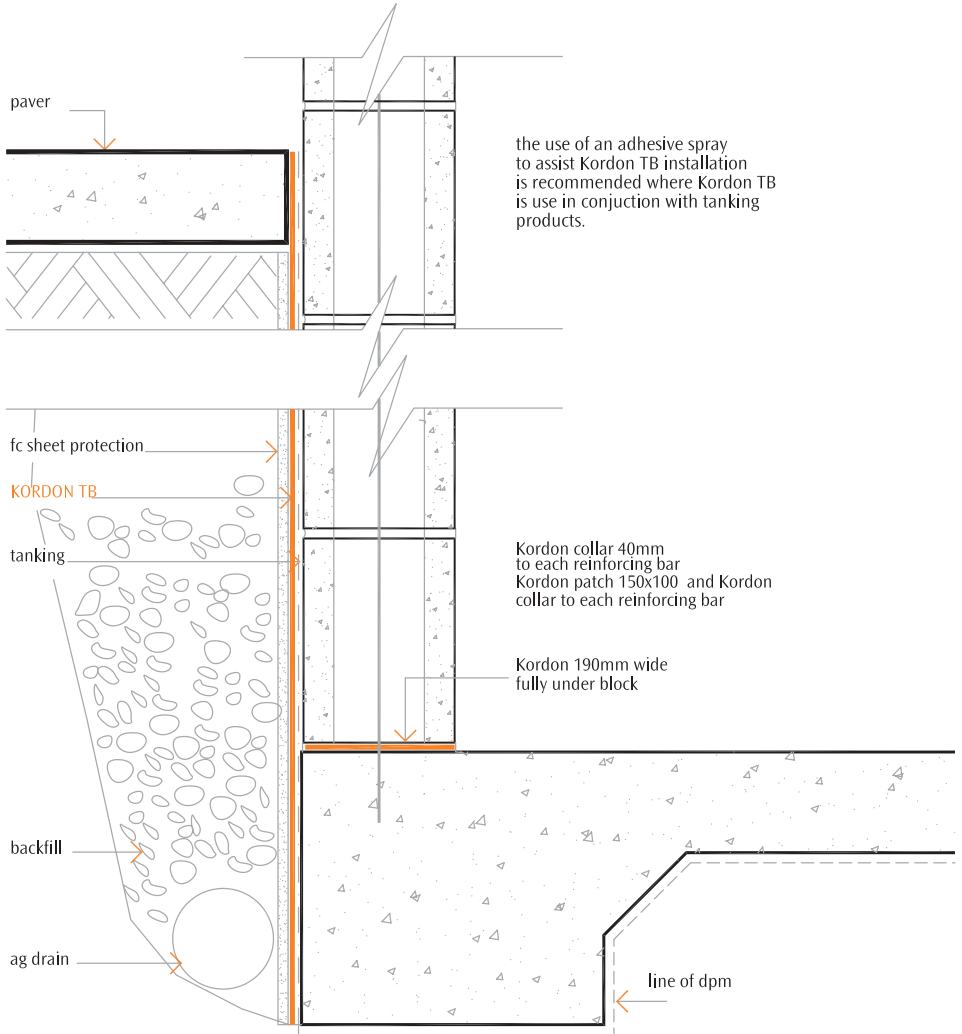 paver
the use of an adhesive spray
to assist Kordon TB installation
is recommended where Kordon TB
is use in conjuction with tanking
products.
fc sheet protection
KORDON TB
tanking
Kordon collar 40mm
to each reinforcing bar
Kordon patch 150x100 and Kordon
collar to each reinforcing bar
Kordon 190mm wide
fully under block
backfill
ag drain
line of dpm